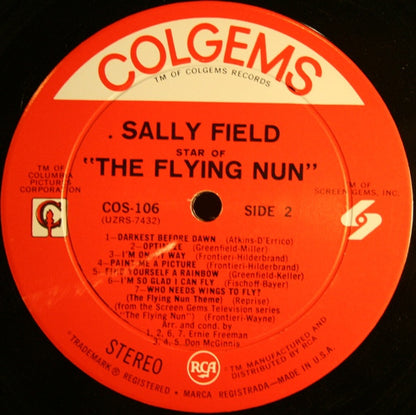 COLGEMS
TM OF COLGEMS RECORDS
SALLY FIELD
STAR OF
"THE FLYING NUN"
TM OF
COLUMBIA
PICTURES
CORPORATION
TM OF
SCREEN GEMS, INC.
COS-106
(UZRS-7432)
SIDE 2
1—DARKEST BEFORE DAWN (Atkins-D'Errico)
2—OPTIMIZE (Greenfield-Miller)
3—I'M ON MY WAY (Frontieri-Hilderbrand)
4—PAINT ME A PICTURE (Frontieri-Hilderbrand)
5—FIND YOURSELF A RAINBOW (Greenfield-Keller)
6—I'M SO GLAD I CAN FLY (Fischoff-Bayer)
7—WHO NEEDS WINGS TO FLY?
(The Flying Nun Theme) (Reprise)
(from the Screen Gems Television series
"The Flying Nun") (Frontieri-Wayne)
Arr. and cond. by
1, 2, 6, 7. Ernie Freeman
3, 4, 5. Don McGinnis
STEREO
RCA
TM MANUFACTURED AND
DISTRIBUTED BY
TRADEMARK ® REGISTERED • MARCA REGISTRADA—MADE IN U.S.A.